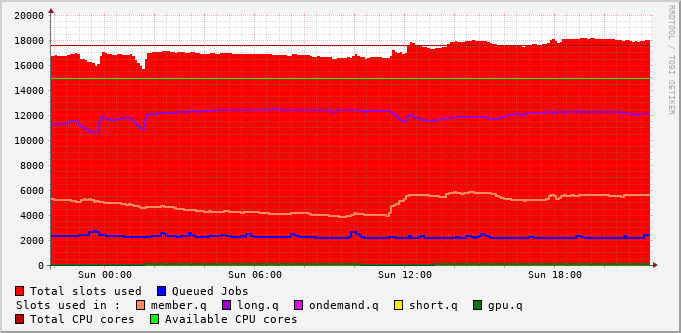 20000
18000
16000
14000
12000
10000
8000
6000
4000
2000
0
Sun 00:00 Sun 06:00 Sun 12:00 Sun 18:00
RRDTOOL / TOBI OETIKER
Total slots used Queued Jobs
Slots used in : member.q long.q ondemand.q short.q gpu.q
Total CPU cores Available CPU cores